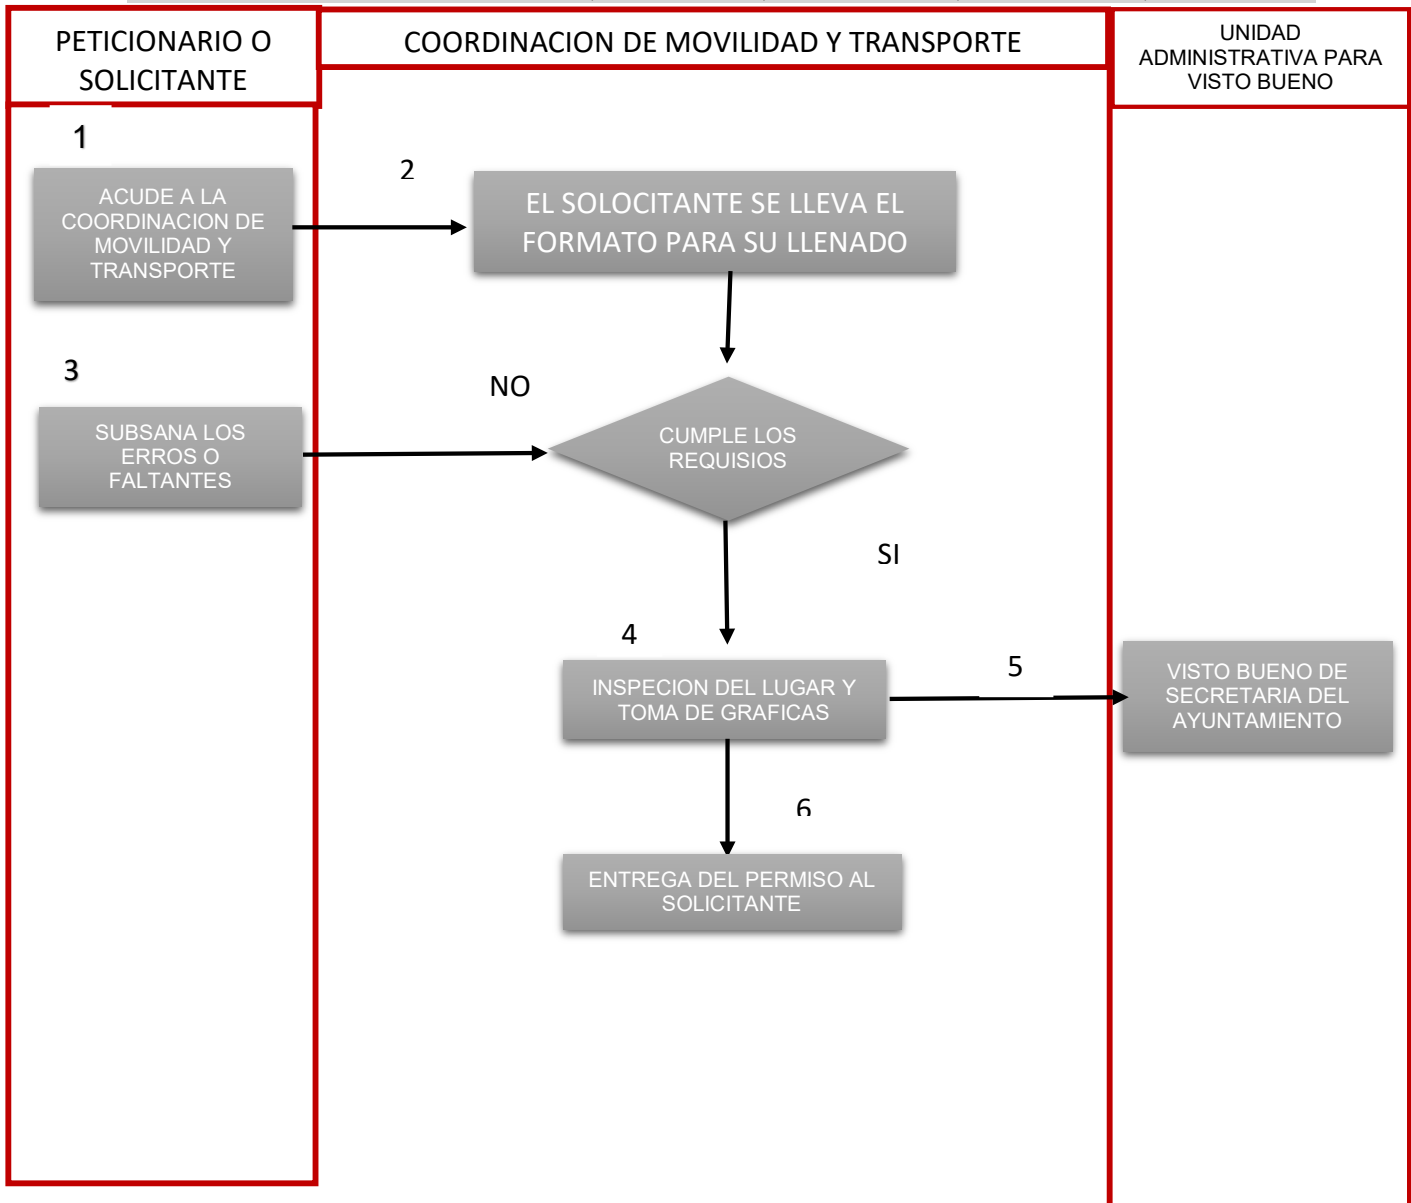 PETICIONARIO O
SOLICITANTE
COORDINACION DE MOVILIDAD Y TRANSPORTE
UNIDAD
ADMINISTRATIVA PARA
VISTO BUENO
1
ACUDE A LA
COORDINACION DE
MOVILIDAD Y
TRANSPORTE
2
EL SOLOCITANTE SE LLEVA EL
FORMATO PARA SU LLENADO
3
SUBSANA LOS
ERROS O
FALTANTES
NO
CUMPLE LOS
REQUISIOS
SI
4
INSPECION DEL LUGAR Y
TOMA DE GRAFICAS
5
VISTO BUENO DE
SECRETARIA DEL
AYUNTAMIENTO
6
ENTREGA DEL PERMISO AL
SOLICITANTE